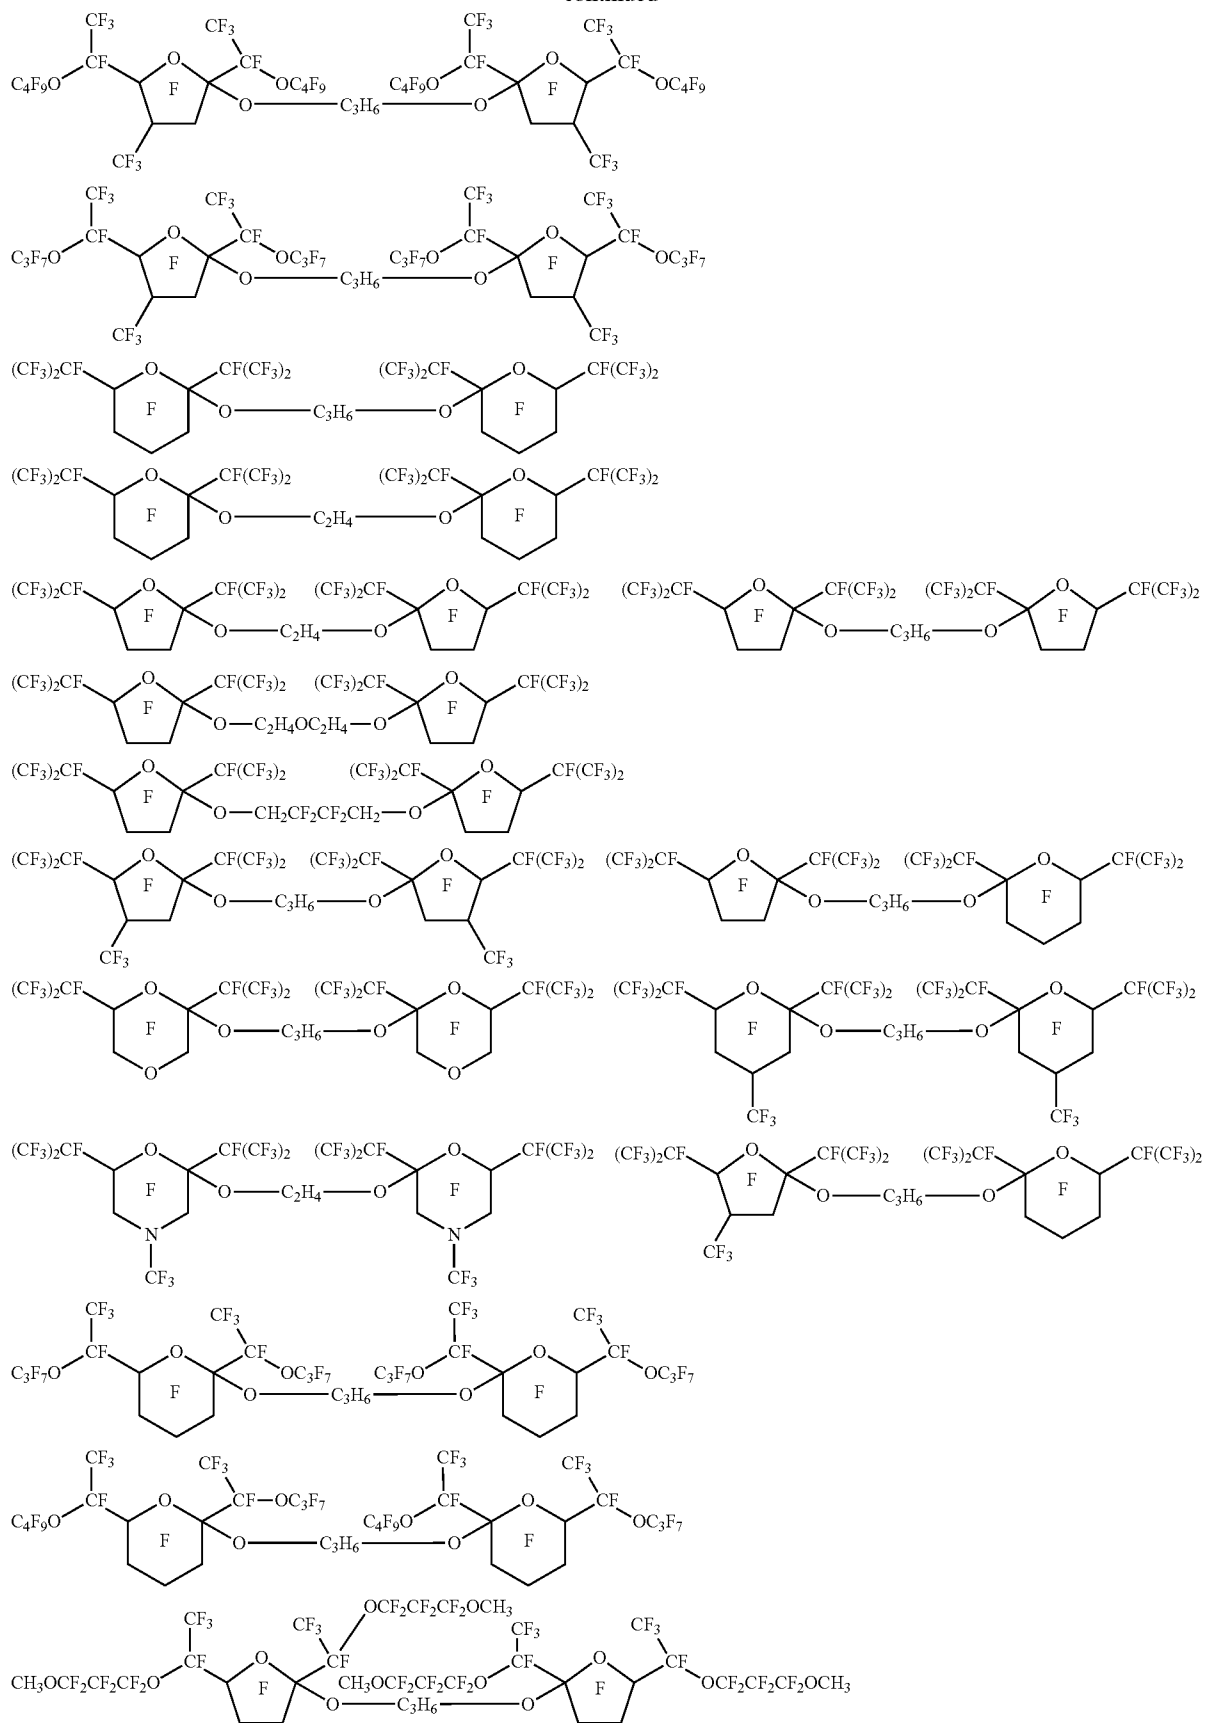 CF3 CF3 CF3 CF3
CF O CF CF O CF
C4F9O F OC4F9 C4F9O F OC4F9
O C3H6 O
CF3 CF3
CF3 CF3 CF3 CF3
CF O CF CF O CF
C3F7O F OC3F7 C3F7O F OC3F7
O C3H6 O
CF3 CF3
(CF3)2CF O CF(CF3)2 (CF3)2CF O CF(CF3)2
F O C3H6 O F
(CF3)2CF O CF(CF3)2 (CF3)2CF O CF(CF3)2
F O C2H4 O F
(CF3)2CF O CF(CF3)2 (CF3)2CF O CF(CF3)2 (CF3)2CF O CF(CF3)2 (CF3)2CF O CF(CF3)2
F O C2H4 O F F O C3H6 O F
(CF3)2CF O CF(CF3)2 (CF3)2CF O CF(CF3)2
F O C2H4OC2H4 O F
(CF3)2CF O CF(CF3)2 (CF3)2CF O CF(CF3)2
F O CH2CF2CF2CH2 O F
(CF3)2CF O CF(CF3)2 (CF3)2CF O CF(CF3)2 (CF3)2CF O CF(CF3)2 (CF3)2CF O CF(CF3)2
F O C3H6 O F F O C3H6 O F
CF3 CF3
(CF3)2CF O CF(CF3)2 (CF3)2CF O CF(CF3)2 (CF3)2CF O CF(CF3)2 (CF3)2CF O CF(CF3)2
F O C3H6 O F F O C3H6 O F
O O
CF3 CF3
(CF3)2CF O CF(CF3)2 (CF3)2CF O CF(CF3)2 (CF3)2CF O CF(CF3)2 (CF3)2CF O CF(CF3)2
F O C2H4 O F F O C3H6 O F
N N
CF3 CF3 CF3
CF3 CF3 CF3 CF3
CF O CF CF O CF
C3F7O F OC3F7 C3F7O F OC3F7
O C3H6 O
CF3 CF3 CF3 CF3
CF O CF—OC3F7 CF O CF
C4F9O F C4F9O F OC3F7
O C3H6 O
OCF2CF2CF2OCH3
CF3 CF3 CF3 CF3
CF O CF CF O CF
CH3OCF2CF2CF2O F CH3OCF2CF2CF2O F OCF2CF2CF2OCH3
O C3H6 O